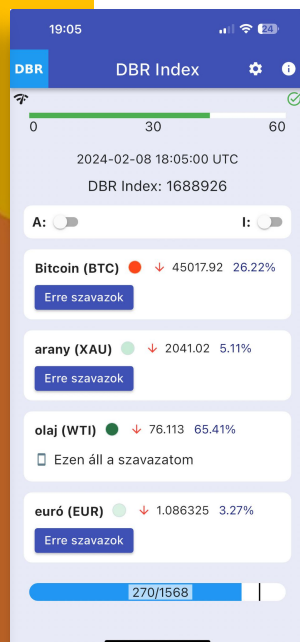 19:05
24
DBR
DBR Index
0 30 60
2024-02-08 18:05:00 UTC
DBR Index: 1688926
A: I:
Bitcoin (BTC) 45017.92 26.22%
Erre szavazok
arany (XAU) 2041.02 5.11%
Erre szavazok
olaj (WTI) 76.113 65.41%
Ezen áll a szavazatom
euró (EUR) 1.086325 3.27%
Erre szavazok
270/1568